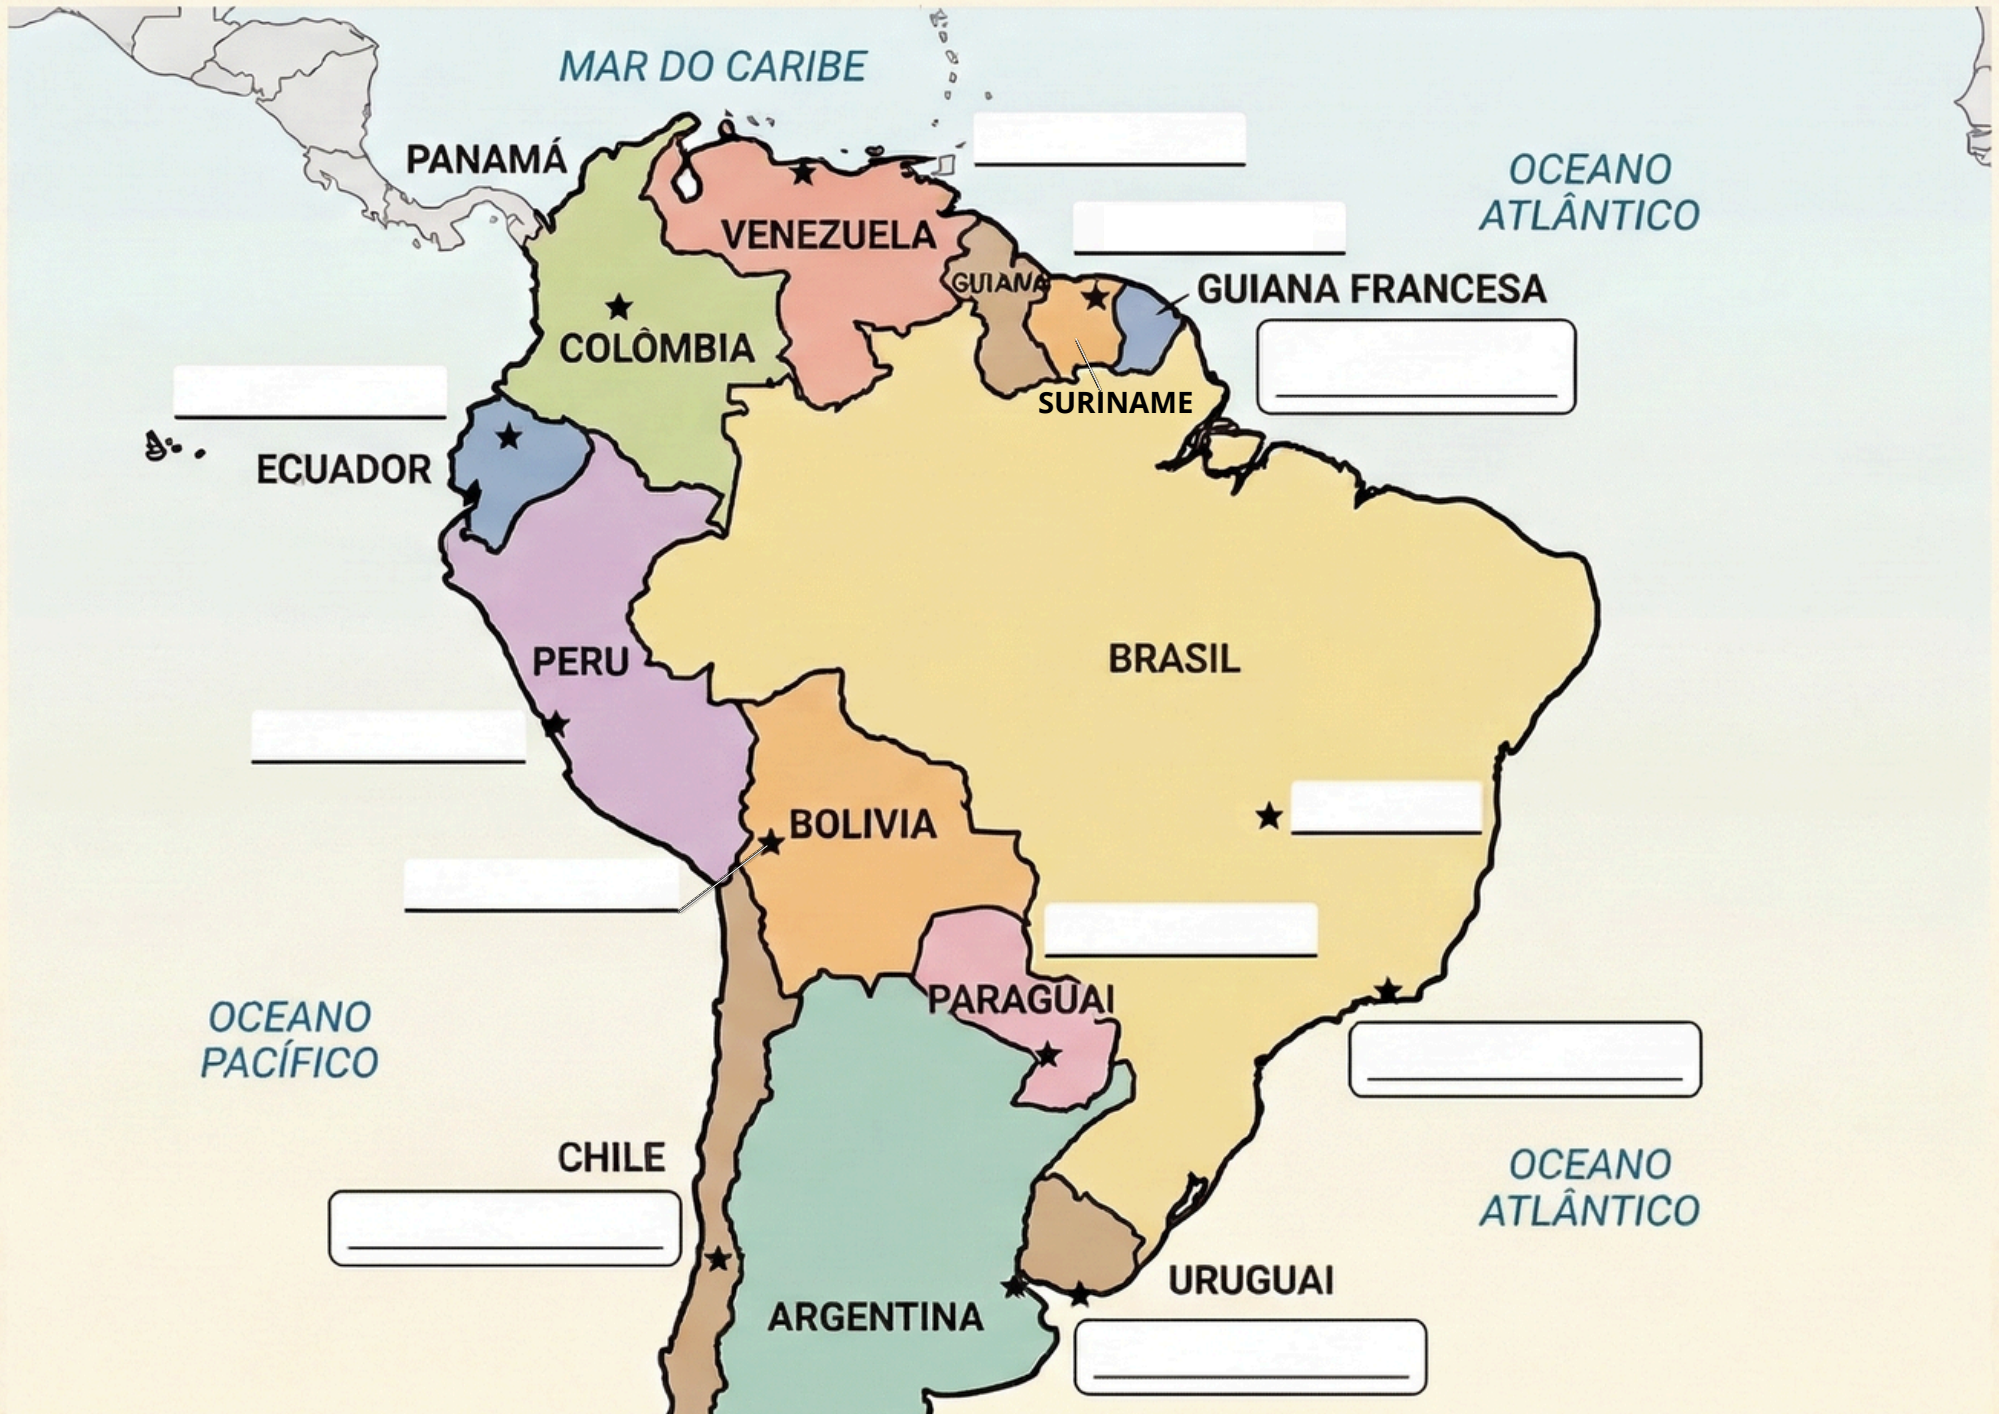 MAR DO CARIBE
PANAMÁ
OCEANO
ATLÂNTICO
VENEZUELA
GUIANA
GUIANA FRANCESA
COLÔMBIA
SURINAME
ECUADOR
PERU
BRASIL
BOLIVIA
PARAGUAI
OCEANO
PACÍFICO
CHILE
OCEANO
ATLÂNTICO
URUGUAI
ARGENTINA